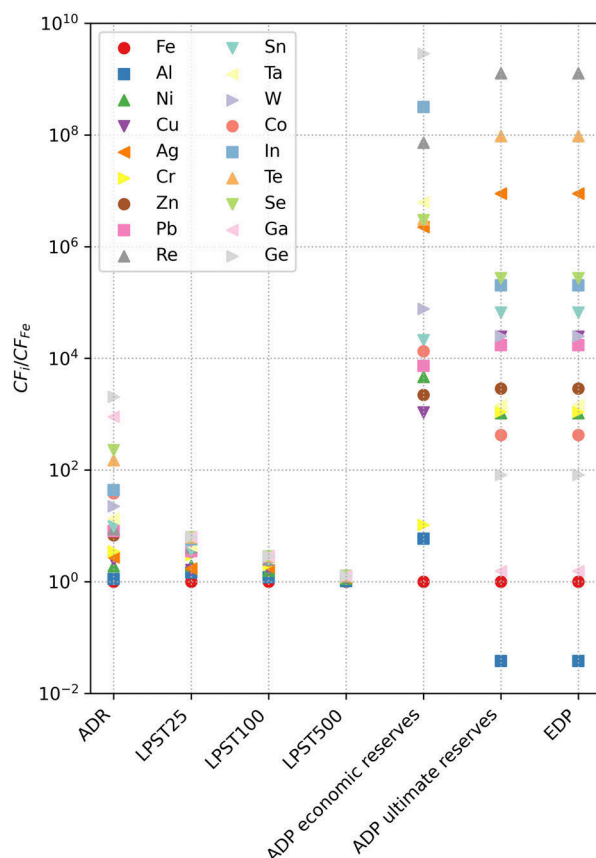 10^10
10^8
10^6
10^4
10^2
10^0
10^−2
CF_i/CF_Fe
Fe
Al
Ni
Cu
Ag
Cr
Zn
Pb
Re
Sn
Ta
W
Co
In
Te
Se
Ga
Ge
ADR
LPST25
LPST100
LPST500
ADP economic reserves
ADP ultimate reserves
EDP